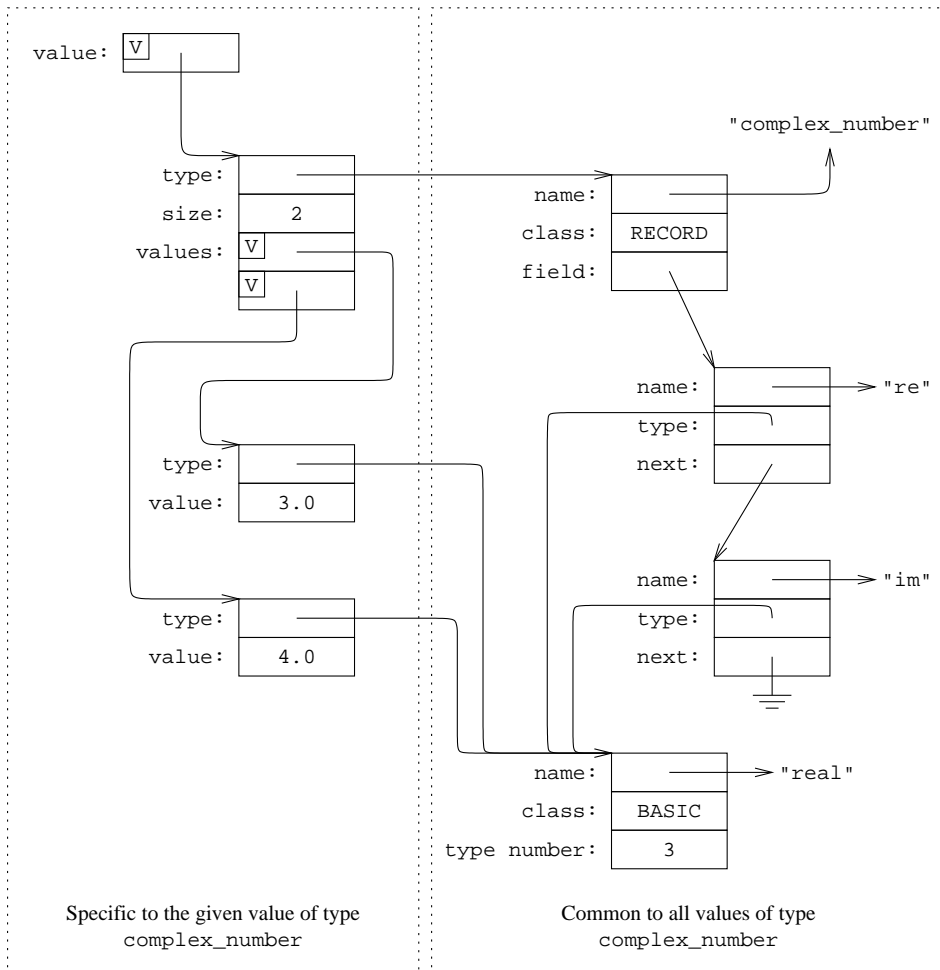 value: V
"complex_number"
type:
name:
size: 2
class: RECORD
values: V
field:
V
name: "re"
type:
type:
next:
value: 3.0
name: "im"
type:
type:
value: 4.0
next:
name: "real"
class: BASIC
type number: 3
Specific to the given value of type
complex_number
Common to all values of type
complex_number